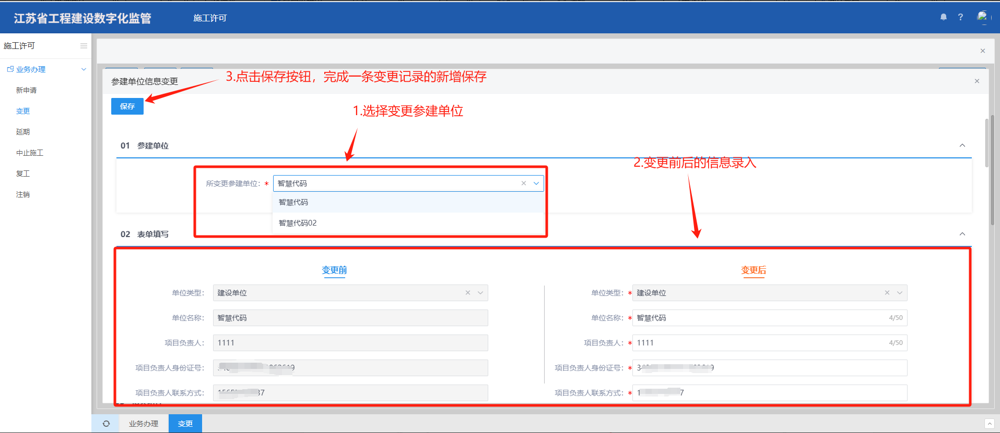 江苏省工程建设数字化监管
施工许可
?
施工许可
业务办理
新申请
变更
延期
中止施工
复工
注销
参建单位信息变更
3.点击保存按钮，完成一条变更记录的新增保存
保存
1.选择变更参建单位
01 参建单位
2.变更前后的信息录入
所变更参建单位：* 智慧代码
智慧代码
智慧代码02
02 表单填写
变更前
变更后
单位类型： 建设单位
单位类型：* 建设单位
单位名称： 智慧代码
单位名称：* 智慧代码 4/50
项目负责人： 1111
项目负责人：* 1111 4/50
项目负责人身份证号：
项目负责人身份证号：*
项目负责人联系方式：
项目负责人联系方式：*
业务办理
变更